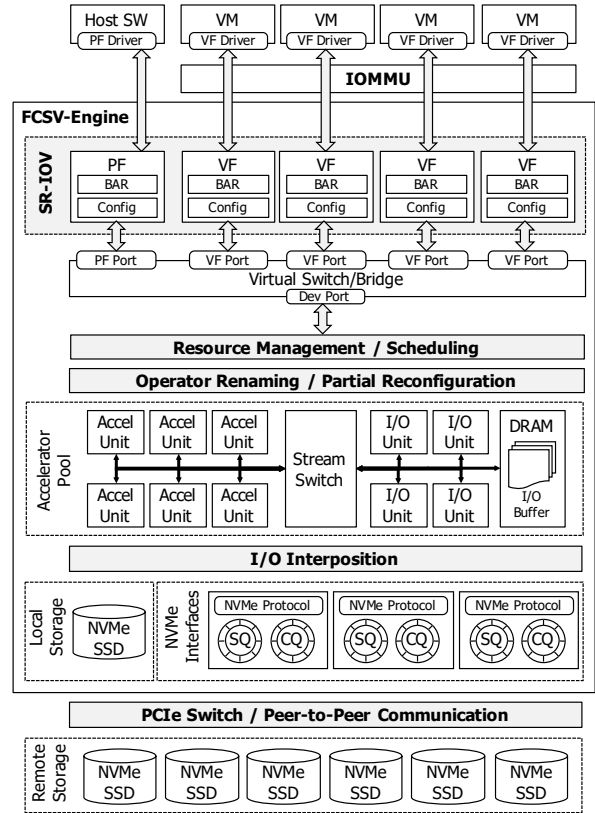 Host SW VM VM VM VM
PF Driver VF Driver VF Driver VF Driver VF Driver
IOMMU
FCSV-Engine
SR-IOV
PF VF VF VF VF
BAR BAR BAR BAR BAR
Config Config Config Config Config
PF Port VF Port VF Port VF Port VF Port
Virtual Switch/Bridge
Dev Port
Resource Management / Scheduling
Operator Renaming / Partial Reconfiguration
Accelerator
Pool
Accel Accel Accel
Unit Unit Unit
Accel Accel Accel
Unit Unit Unit
Stream
Switch
I/O I/O
Unit Unit
I/O I/O
Unit Unit
DRAM
I/O
Buffer
I/O Interposition
Local
Storage
NVMe
SSD
NVMe
Interfaces
NVMe Protocol NVMe Protocol NVMe Protocol
SQ CQ SQ CQ SQ CQ
PCIe Switch / Peer-to-Peer Communication
Remote
Storage
NVMe NVMe NVMe NVMe NVMe NVMe
SSD SSD SSD SSD SSD SSD